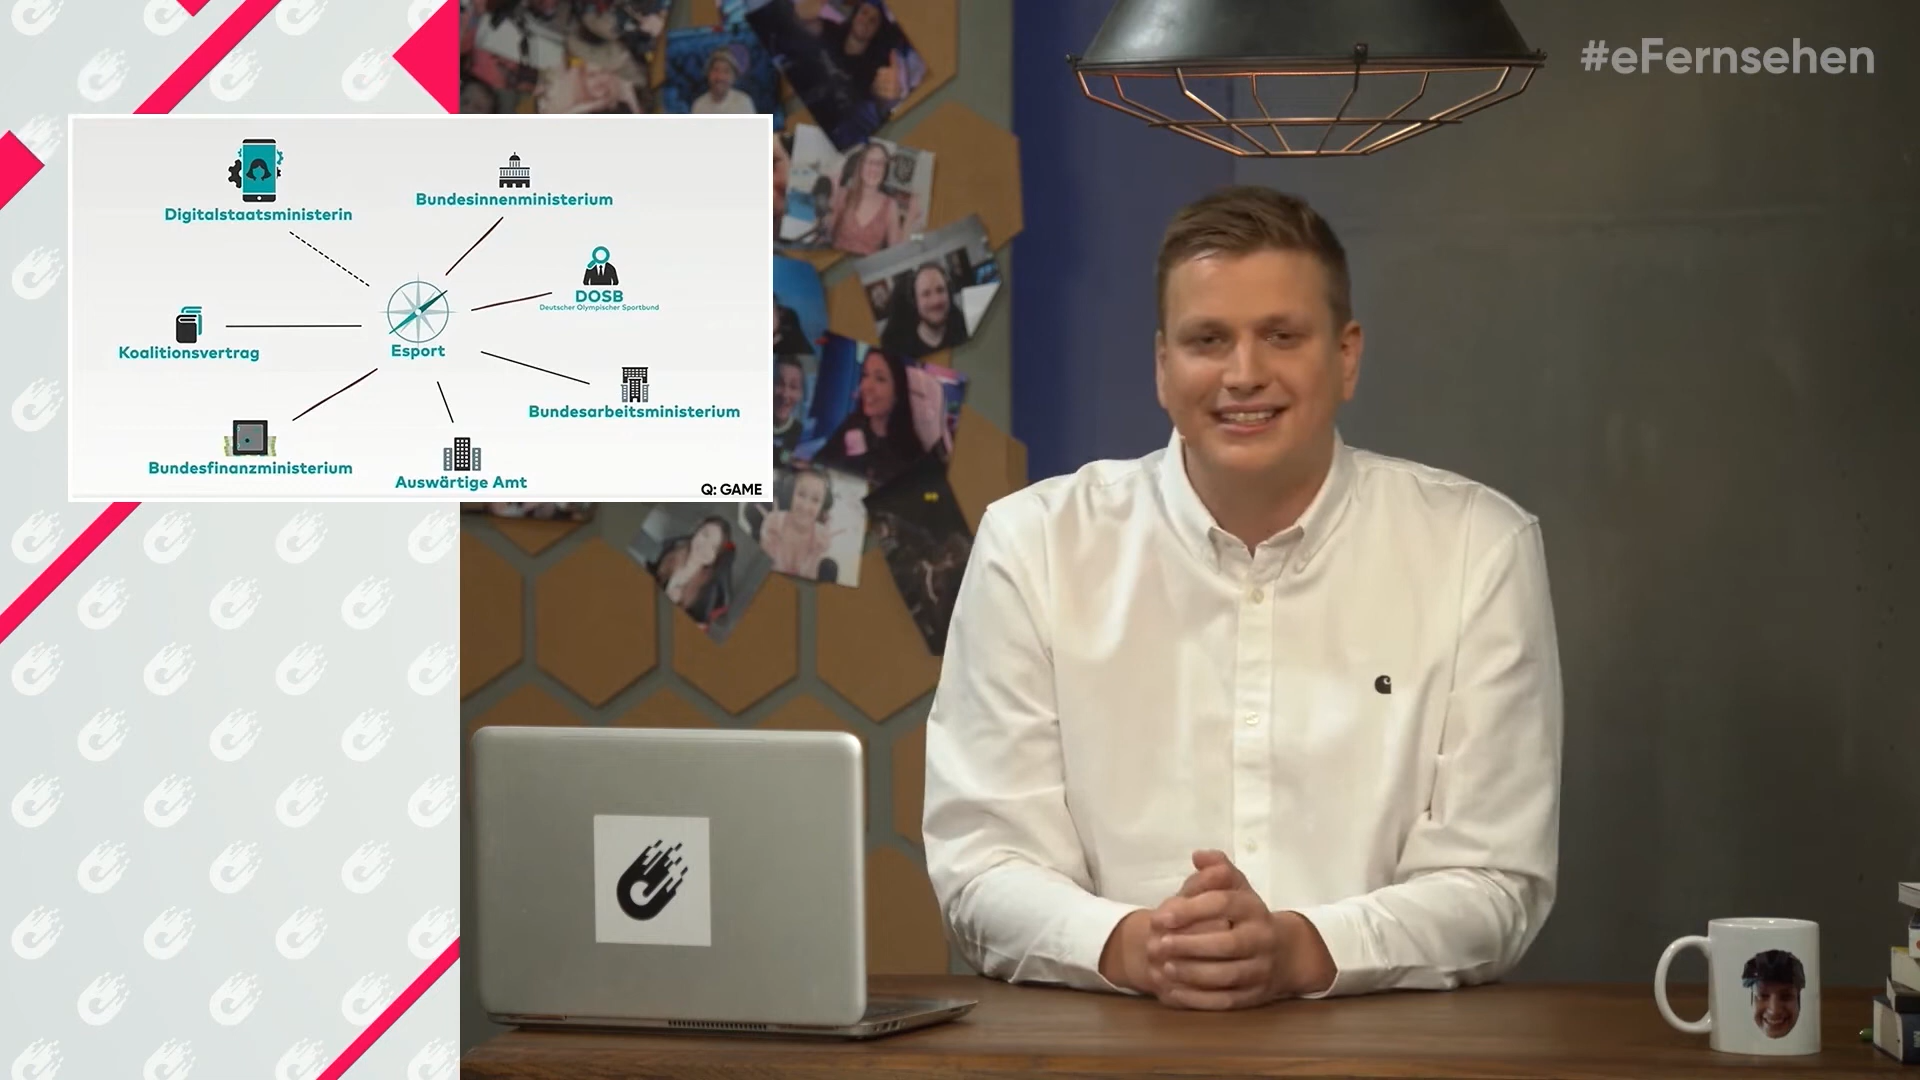 #eFernsehen
Digitalstaatsministerin
Bundesinnenministerium
DOSB
Deutscher Olympischer Sportbund
Koalitionsvertrag
Esport
Bundesarbeitsministerium
Bundesfinanzministerium
Auswärtige Amt
Q: GAME